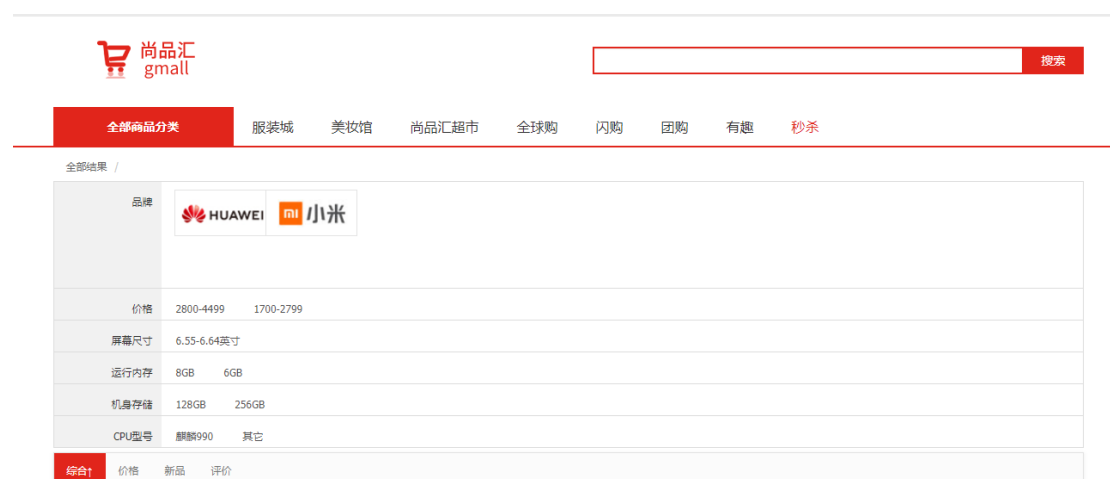 尚品汇
gmall
搜索
全部商品分类 服装城 美妆馆 尚品汇超市 全球购 闪购 团购 有趣 秒杀
全部结果 /
品牌 HUAWEI 小米
价格 2800-4499 1700-2799
屏幕尺寸 6.55-6.64英寸
运行内存 8GB 6GB
机身存储 128GB 256GB
CPU型号 麒麟990 其它
综合↑ 价格 新品 评价